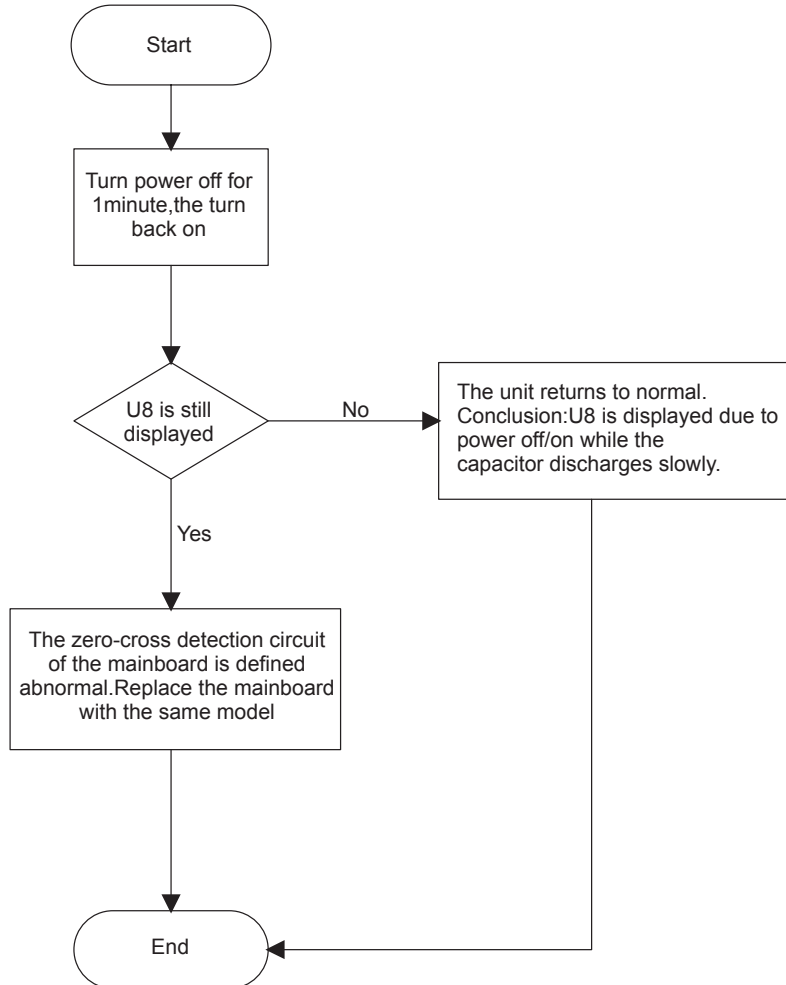 Start
Turn power off for
1minute,the turn
back on
U8 is still
displayed
No
The unit returns to normal.
Conclusion:U8 is displayed due to
power off/on while the
capacitor discharges slowly.
Yes
The zero-cross detection circuit
of the mainboard is defined
abnormal.Replace the mainboard
with the same model
End